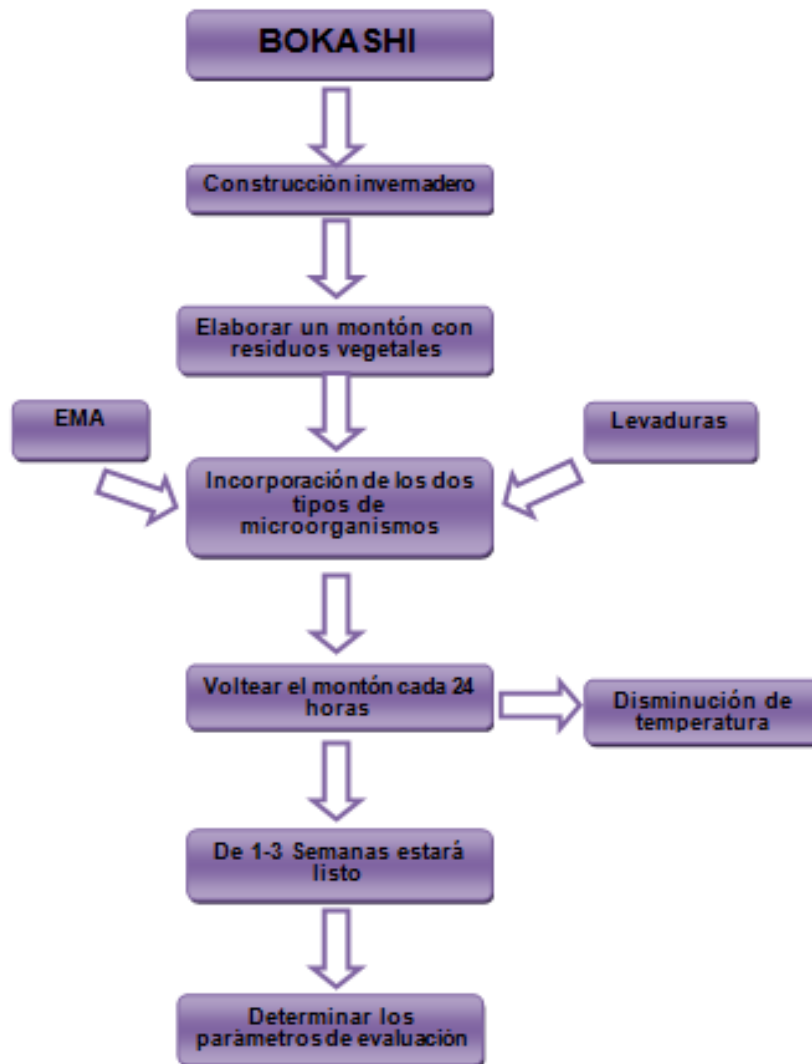 BOKASHI
Construcción invernadero
Elaborar un montón con
residuos vegetales
EMA
Levaduras
Incorporación de los dos
tipos de
microorganismos
Voltear el montón cada 24
horas
Disminución de
temperatura
De 1-3 Semanas estará
listo
Determinar los
parámetros de evaluación